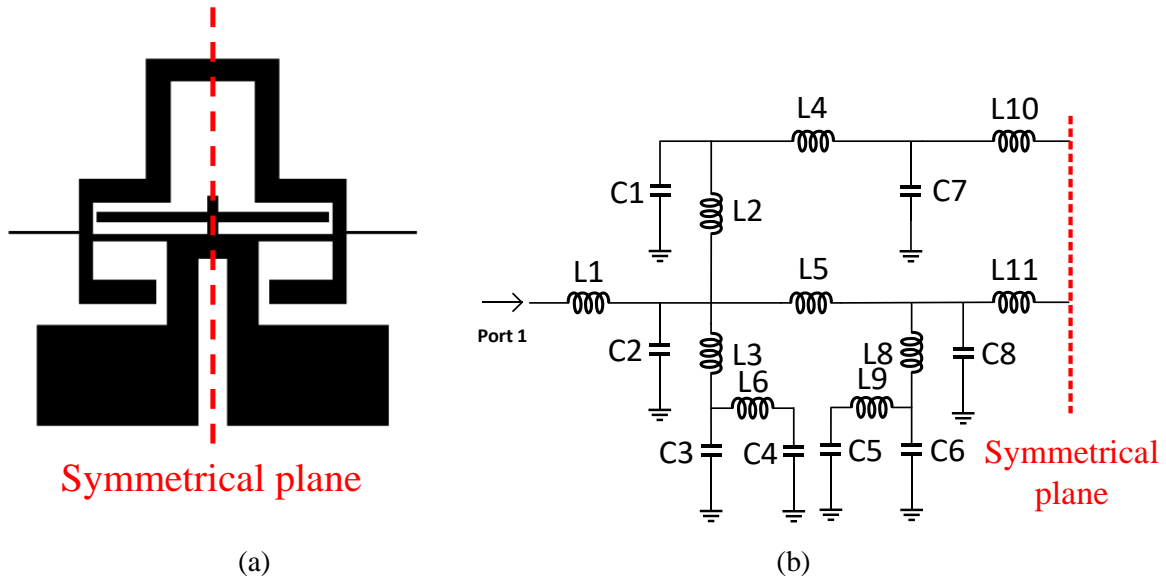 Symmetrical plane
(a)
L4
L10
C1
L2
C7
L1
L5
L11
Port 1
C2
L3
L8
C8
L6
L9
C3
C4
C5
C6
Symmetrical
plane
(b)